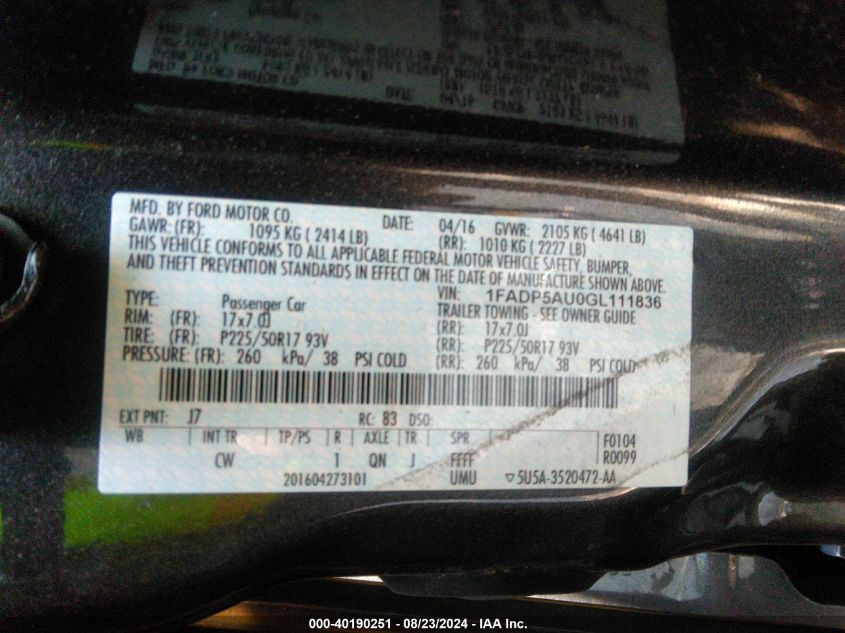 MFD. BY FORD MOTOR CO.
DATE: 04/16 GVWR: 2105 KG ( 4641 LB)
GAWR: (FR): 1095 KG ( 2414 LB) (RR): 1010 KG ( 2227 LB)
THIS VEHICLE CONFORMS TO ALL APPLICABLE FEDERAL MOTOR VEHICLE SAFETY, BUMPER,
AND THEFT PREVENTION STANDARDS IN EFFECT ON THE DATE OF MANUFACTURE SHOWN ABOVE.
VIN: 1FADP5AU0GL111836
TYPE: Passenger Car TRAILER TOWING - SEE OWNER GUIDE
RIM: (FR): 17x7.0J (RR): 17x7.0J
TIRE: (FR): P225/50R17 93V (RR): P225/50R17 93V
PRESSURE: (FR): 260 kPa/ 38 PSI COLD (RR): 260 kPa/ 38 PSI COLD
EXT PNT: J7 RC: 83 DSO:
WB INT TR TP/PS R AXLE TR SPR F0104
CW 1 QN J FFFF R0099
201604273101 UMU ▽5U5A-3520472-AA
000-40190251 - 08/23/2024 - IAA Inc.